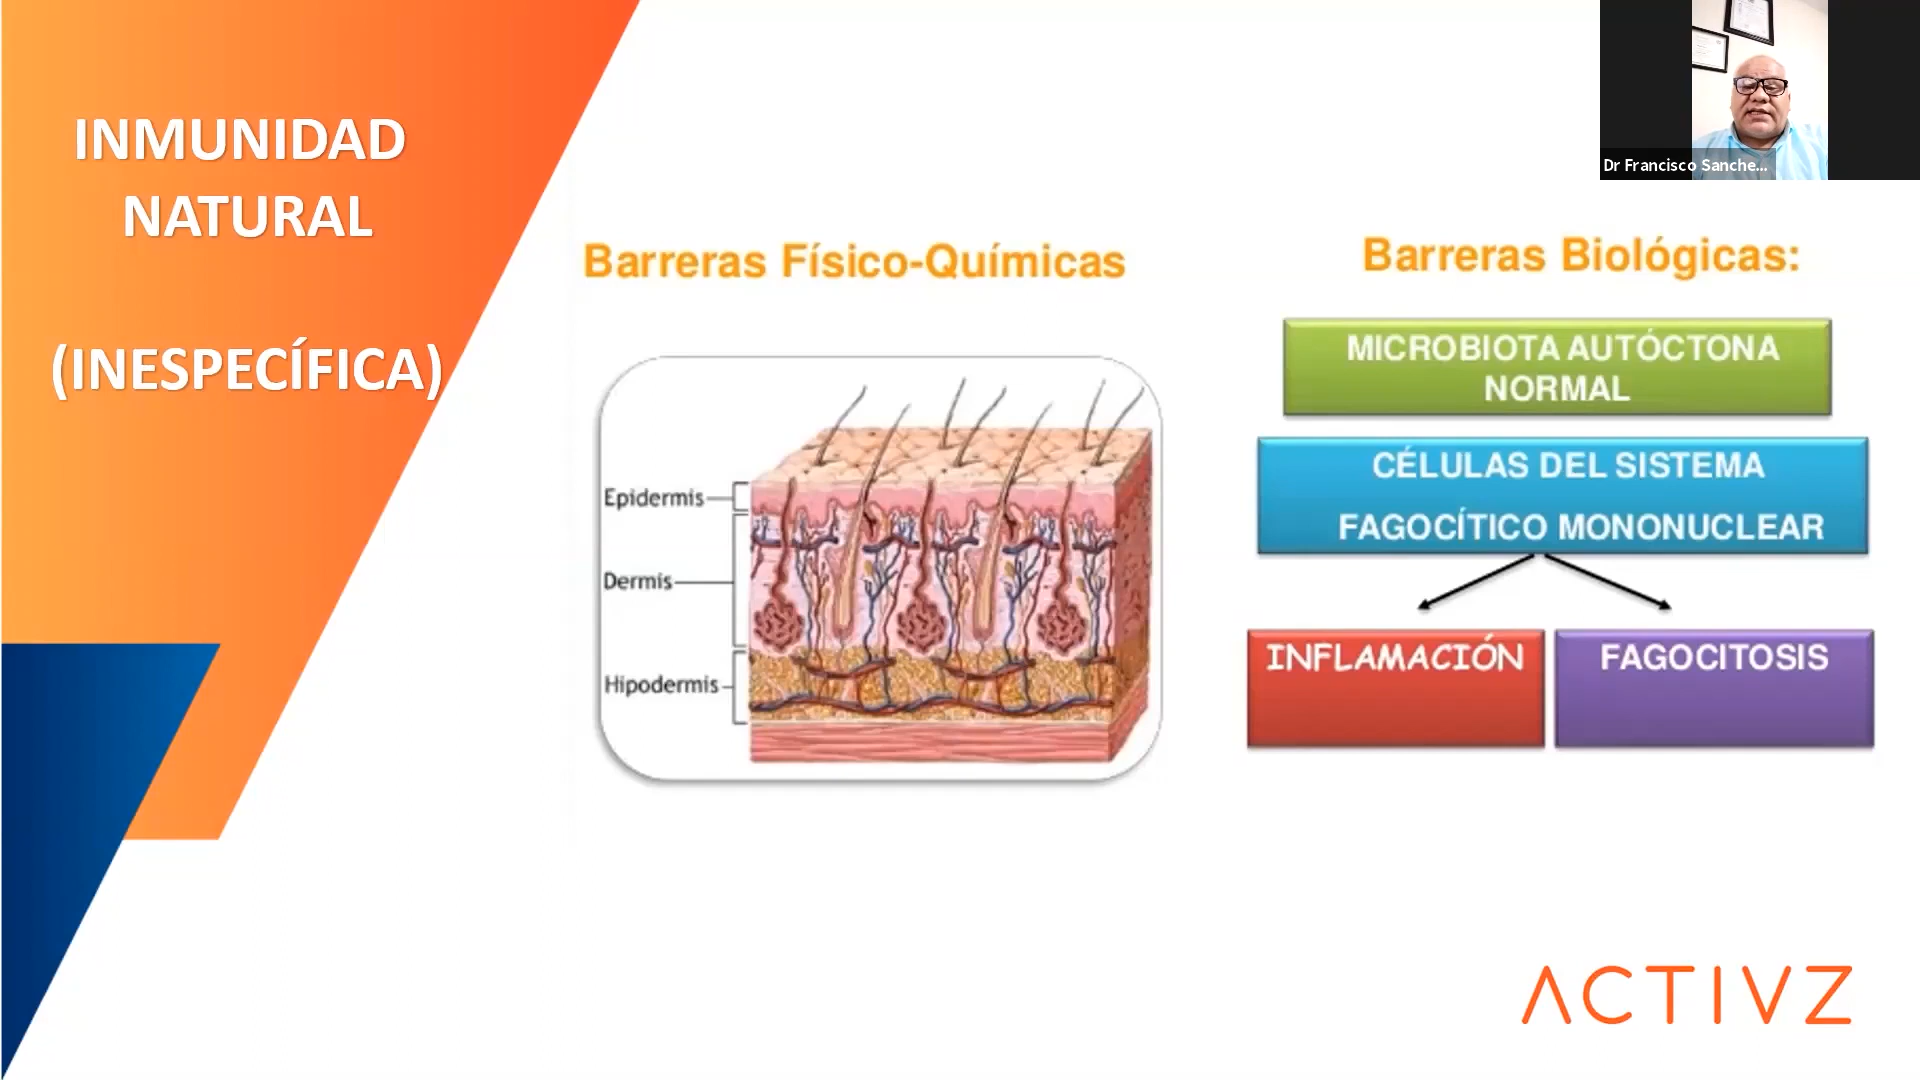 INMUNIDAD
NATURAL
(INESPECÍFICA)
Dr Francisco Sanche...
Barreras Físico-Químicas
Epidermis
Dermis
Hipodermis
Barreras Biológicas:
MICROBIOTA AUTÓCTONA
NORMAL
CÉLULAS DEL SISTEMA
FAGOCÍTICO MONONUCLEAR
INFLAMACIÓN
FAGOCITOSIS
ACTIVZ